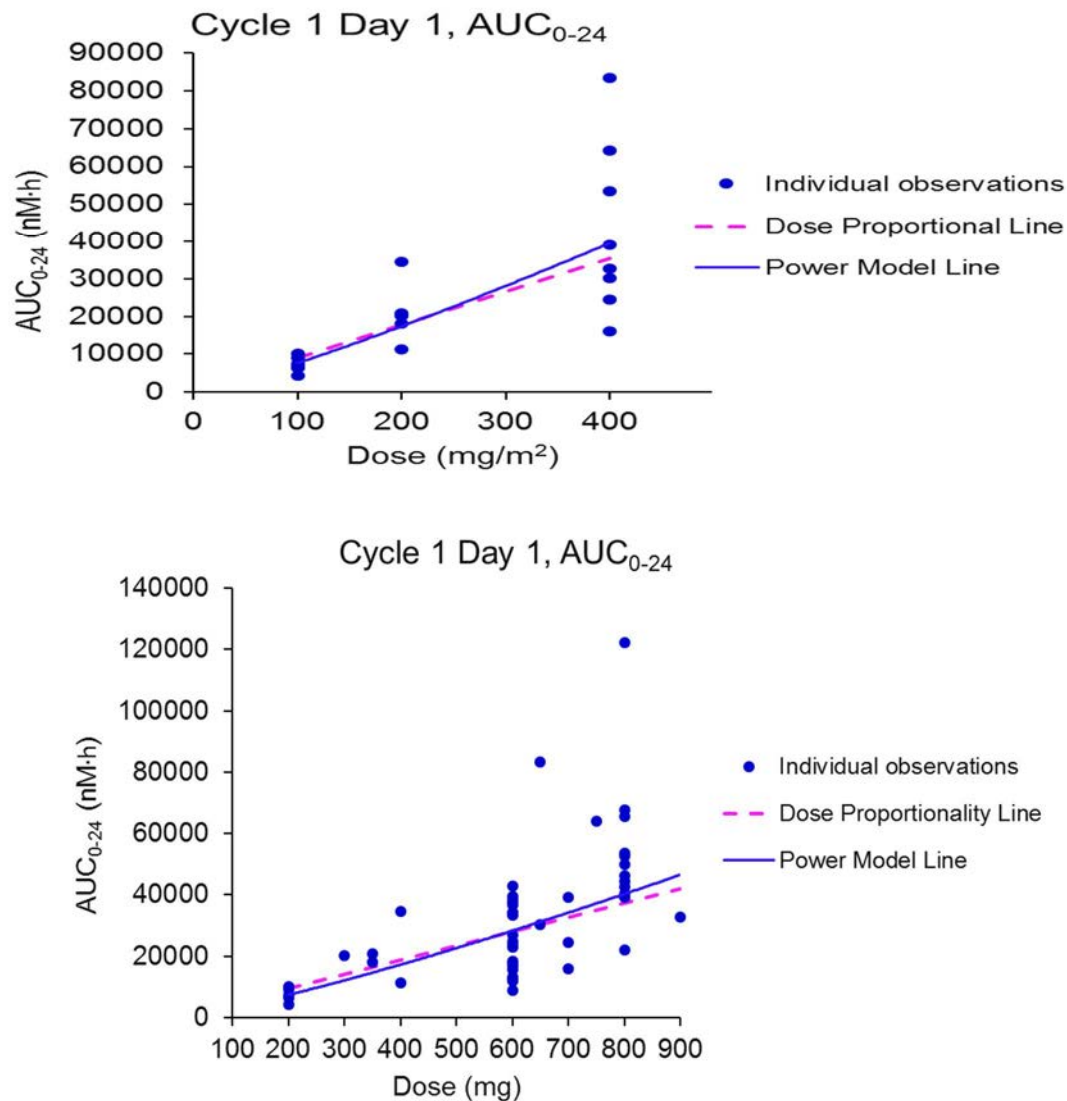 Cycle 1 Day 1, AUC0-24
90000
80000
70000
60000
50000
40000
30000
20000
10000
0
AUC0-24 (nM·h)
0 100 200 300 400
Dose (mg/m²)
Individual observations
Dose Proportional Line
Power Model Line
Cycle 1 Day 1, AUC0-24
140000
120000
100000
80000
60000
40000
20000
0
AUC0-24 (nM·h)
100 200 300 400 500 600 700 800 900
Dose (mg)
Individual observations
Dose Proportionality Line
Power Model Line